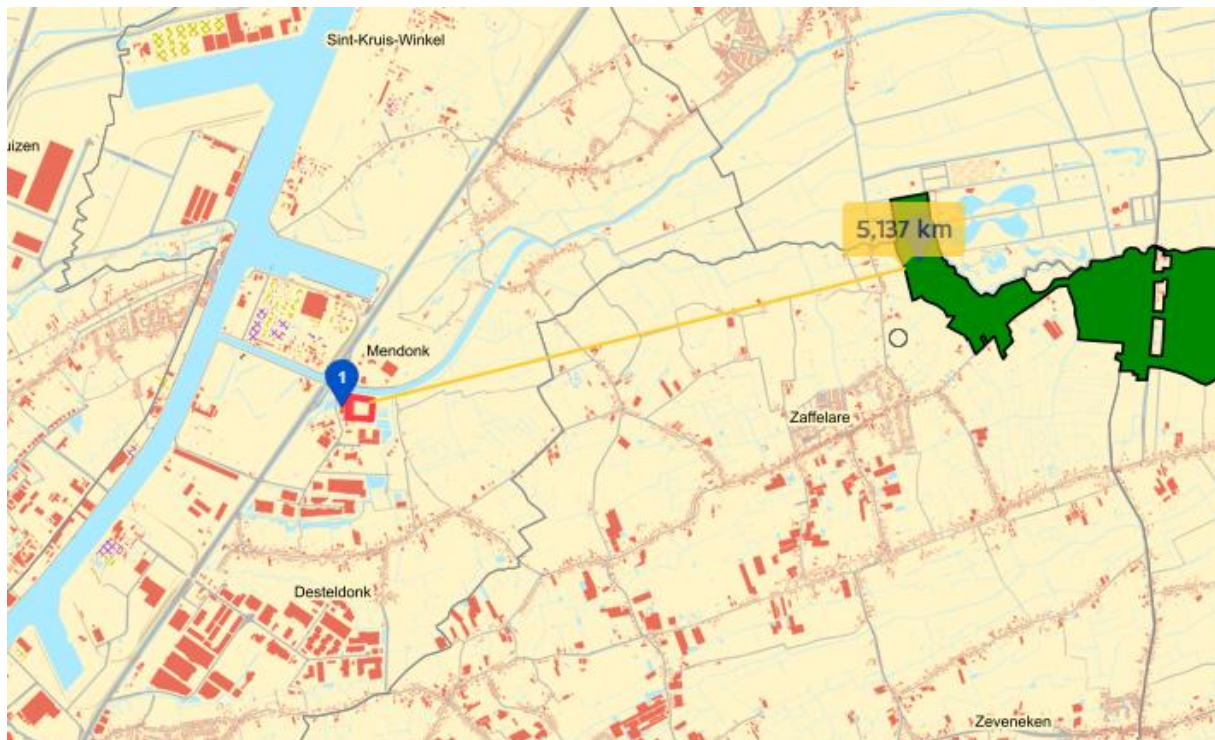 Sint-Kruis-Winkel
uizen
5,137 km
Mendonk
1
Zaffelare
Desteldonk
Zeveneken